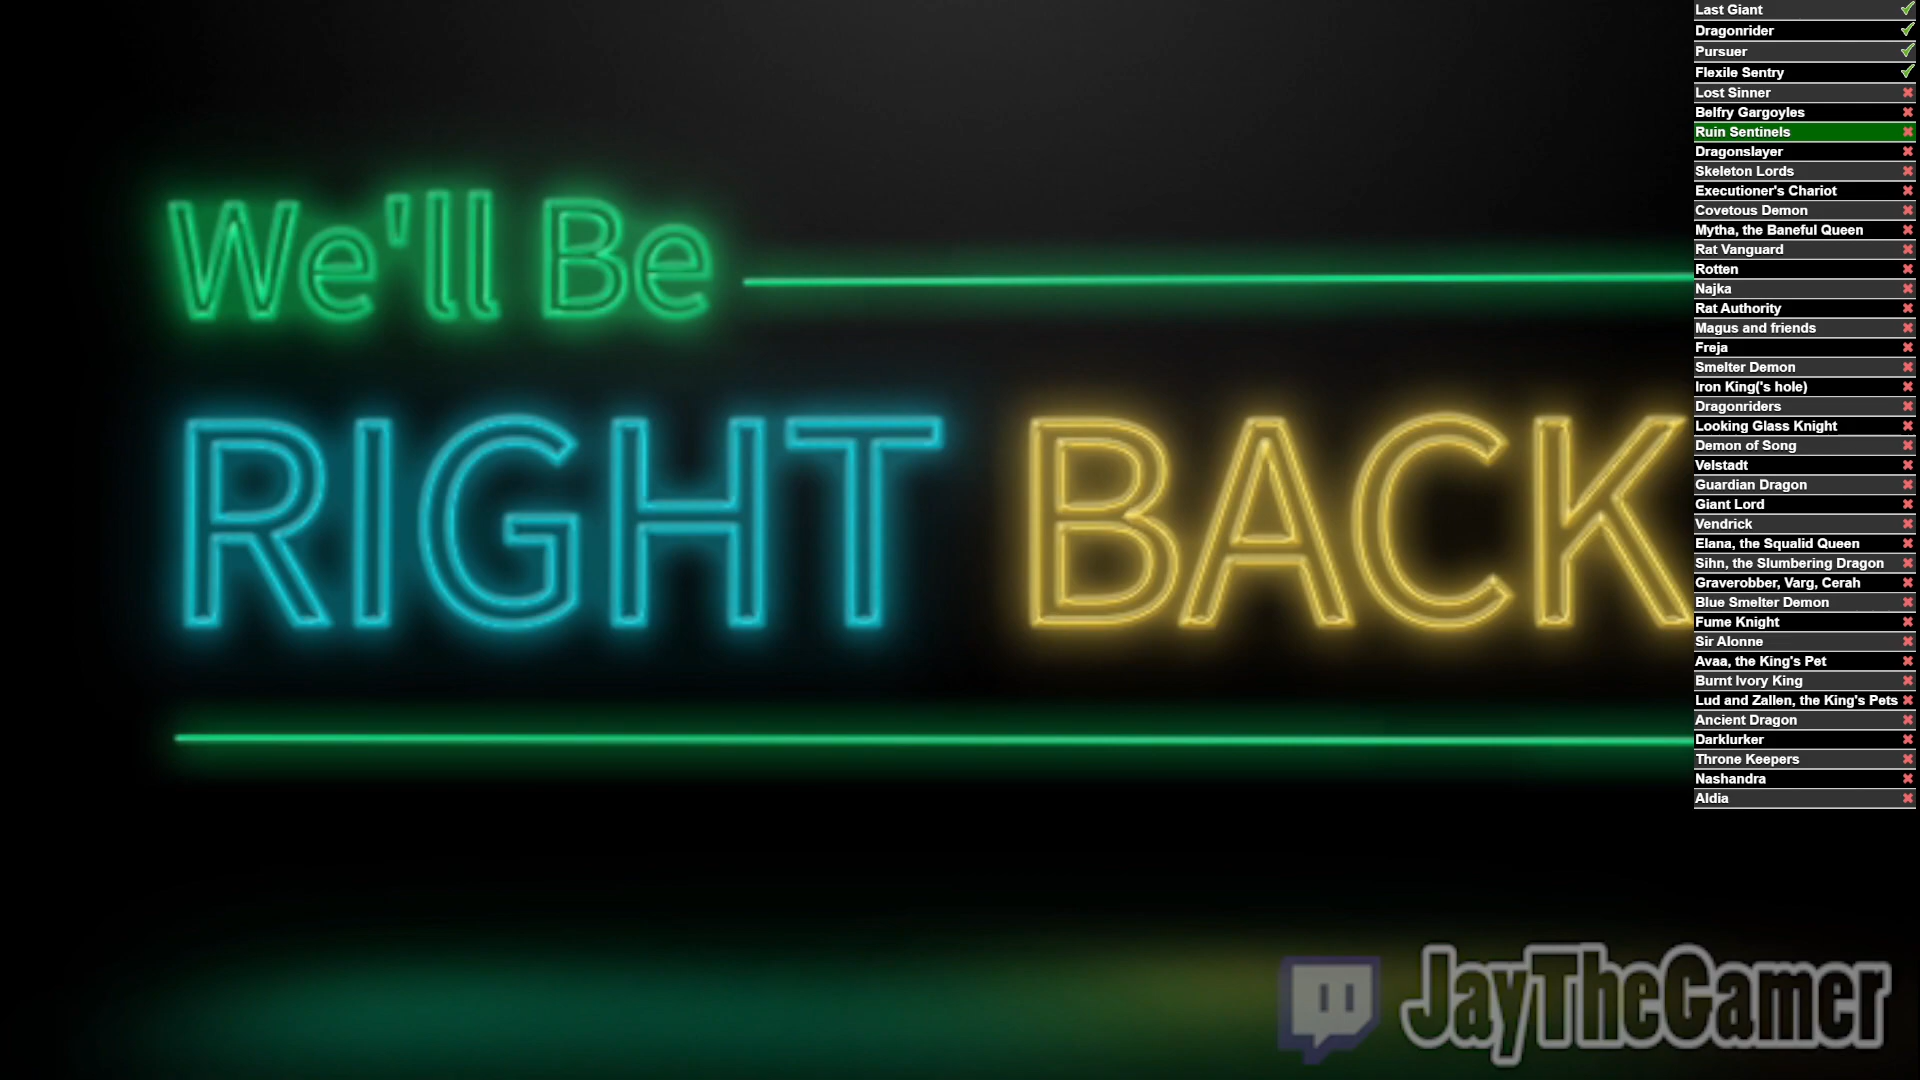 We'll Be
RIGHT BACK
Last Giant
Dragonrider
Pursuer
Flexile Sentry
Lost Sinner
Belfry Gargoyles
Ruin Sentinels
Dragonslayer
Skeleton Lords
Executioner's Chariot
Covetous Demon
Mytha, the Baneful Queen
Rat Vanguard
Rotten
Najka
Rat Authority
Magus and friends
Freja
Smelter Demon
Iron King('s hole)
Dragonriders
Looking Glass Knight
Demon of Song
Velstadt
Guardian Dragon
Giant Lord
Vendrick
Elana, the Squalid Queen
Sihn, the Slumbering Dragon
Graverobber, Varg, Cerah
Blue Smelter Demon
Fume Knight
Sir Alonne
Avaa, the King's Pet
Burnt Ivory King
Lud and Zallen, the King's Pets
Ancient Dragon
Darklurker
Throne Keepers
Nashandra
Aldia
JayTheGamer